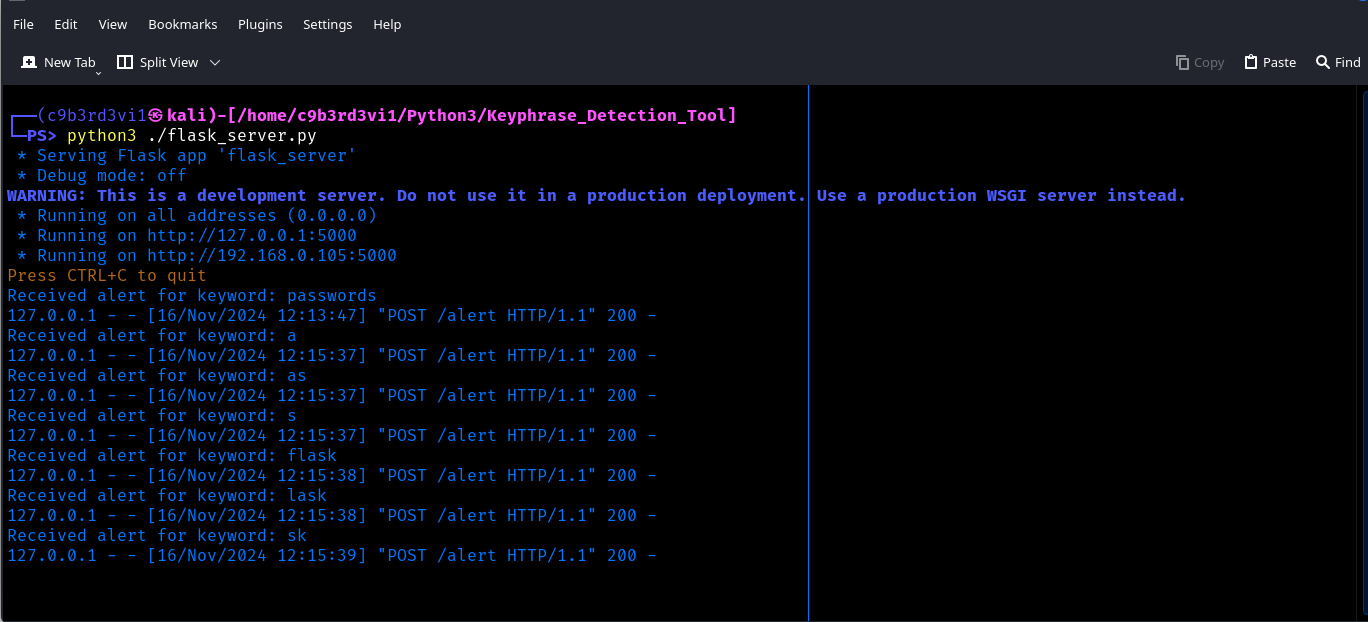 File Edit View Bookmarks Plugins Settings Help
New Tab Split View Copy Paste Find
┌──(c9b3rd3vi1㉿kali)-[/home/c9b3rd3vi1/Python3/Keyphrase_Detection_Tool]
└─PS> python3 ./flask_server.py
 * Serving Flask app 'flask_server'
 * Debug mode: off
WARNING: This is a development server. Do not use it in a production deployment. Use a production WSGI server instead.
 * Running on all addresses (0.0.0.0)
 * Running on http://127.0.0.1:5000
 * Running on http://192.168.0.105:5000
Press CTRL+C to quit
Received alert for keyword: passwords
127.0.0.1 - - [16/Nov/2024 12:13:47] "POST /alert HTTP/1.1" 200 -
Received alert for keyword: a
127.0.0.1 - - [16/Nov/2024 12:15:37] "POST /alert HTTP/1.1" 200 -
Received alert for keyword: as
127.0.0.1 - - [16/Nov/2024 12:15:37] "POST /alert HTTP/1.1" 200 -
Received alert for keyword: s
127.0.0.1 - - [16/Nov/2024 12:15:37] "POST /alert HTTP/1.1" 200 -
Received alert for keyword: flask
127.0.0.1 - - [16/Nov/2024 12:15:38] "POST /alert HTTP/1.1" 200 -
Received alert for keyword: lask
127.0.0.1 - - [16/Nov/2024 12:15:38] "POST /alert HTTP/1.1" 200 -
Received alert for keyword: sk
127.0.0.1 - - [16/Nov/2024 12:15:39] "POST /alert HTTP/1.1" 200 -